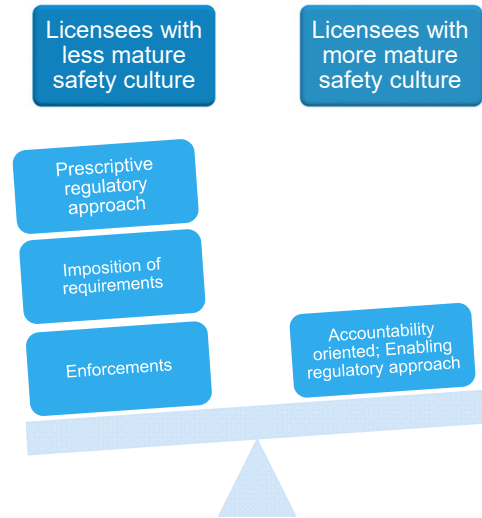 Licensees with
less mature
safety culture
Licensees with
more mature
safety culture
Prescriptive
regulatory
approach
Imposition of
requirements
Enforcements
Accountability
oriented; Enabling
regulatory approach